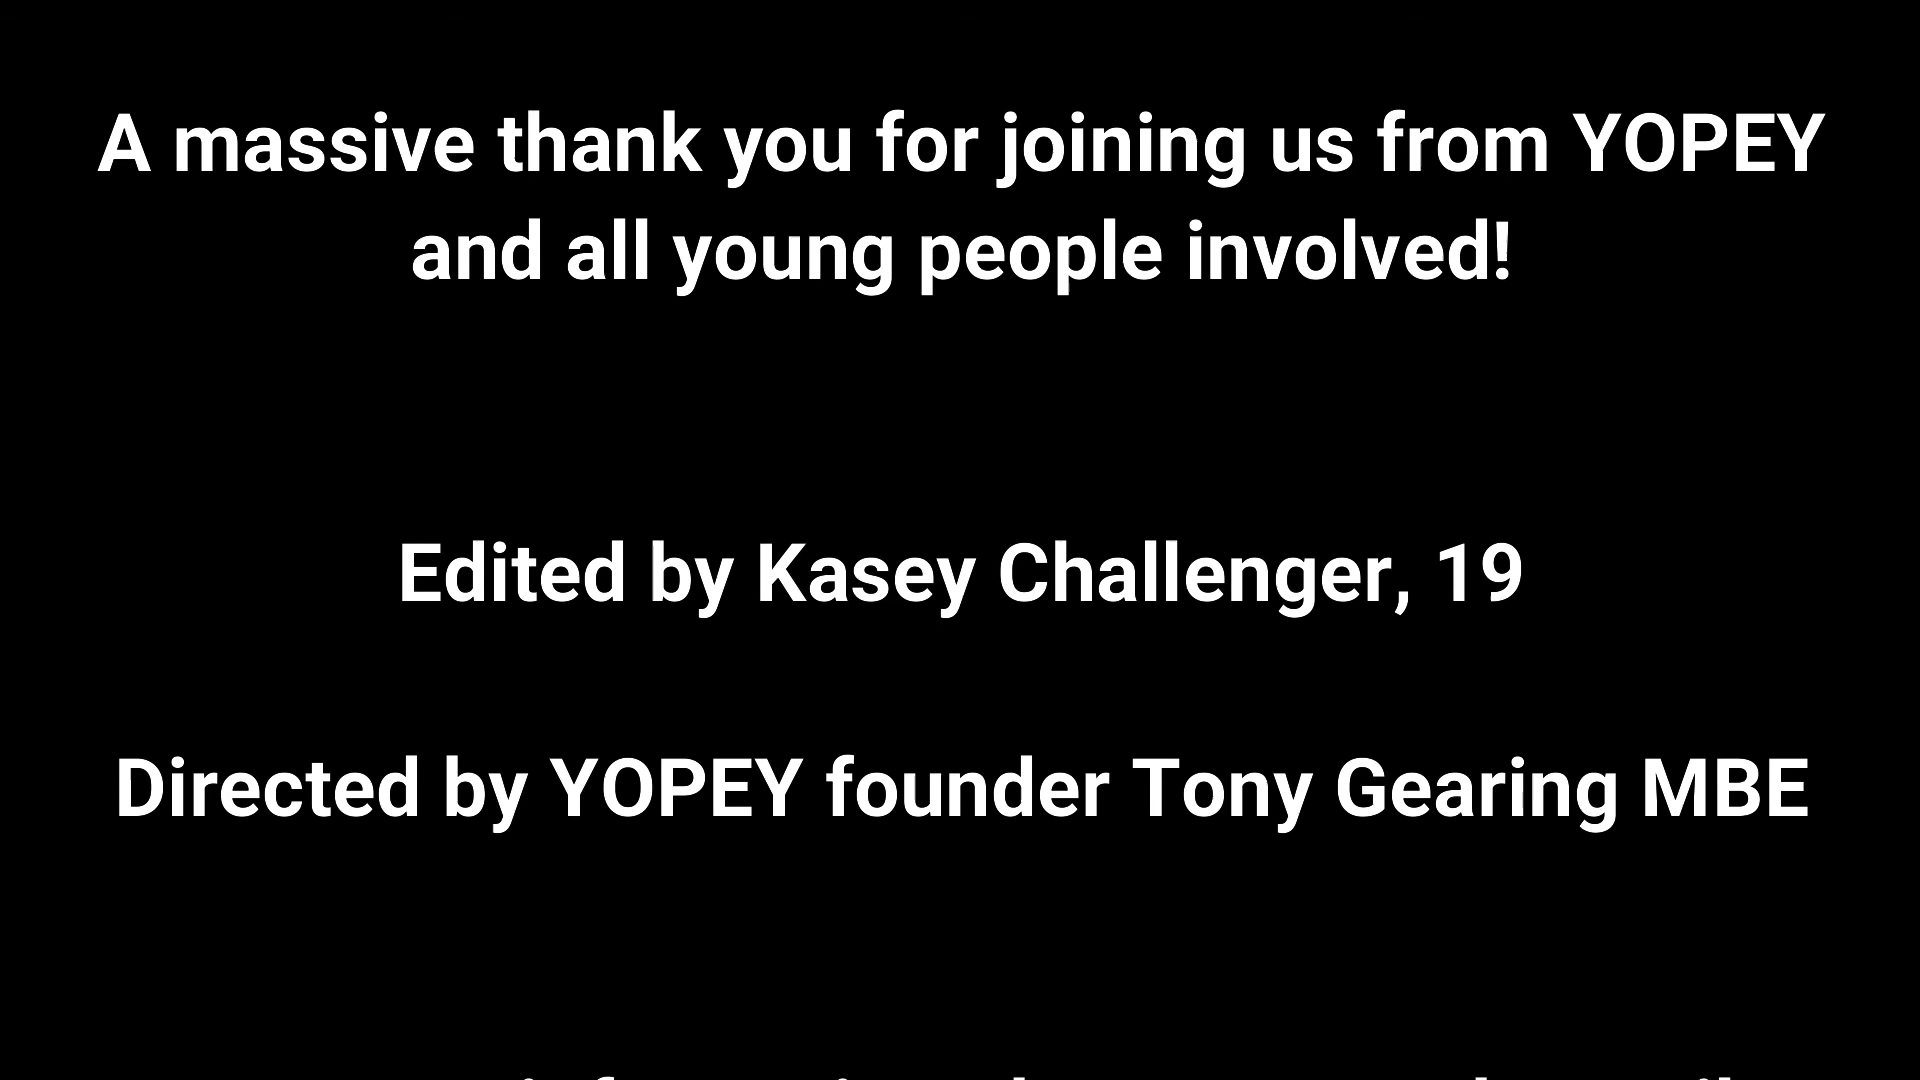 A massive thank you for joining us from YOPEY
and all young people involved!
Edited by Kasey Challenger, 19
Directed by YOPEY founder Tony Gearing MBE